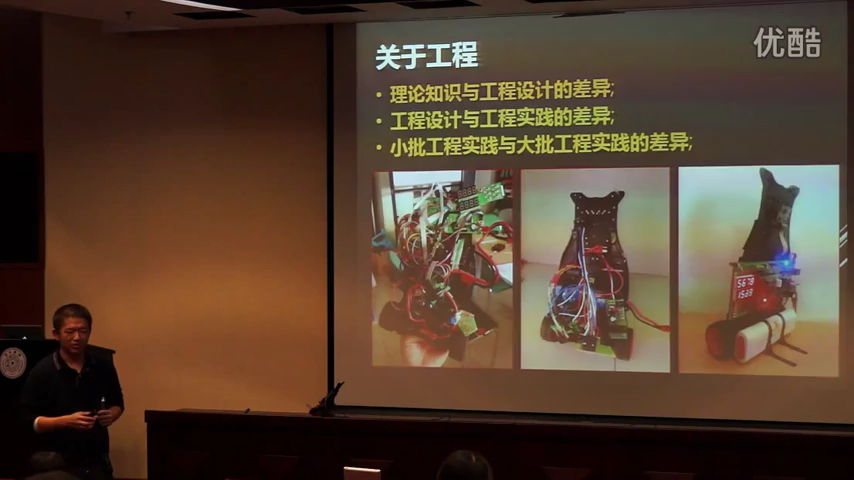 优酷
关于工程
• 理论知识与工程设计的差异;
• 工程设计与工程实践的差异;
• 小批工程实践与大批工程实践的差异;
5678